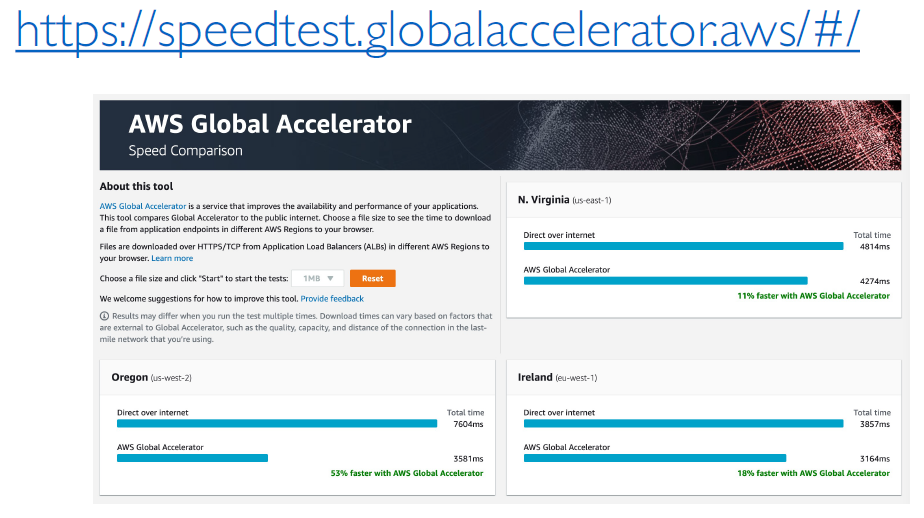 https://speedtest.globalaccelerator.aws/#/
AWS Global Accelerator
Speed Comparison
About this tool
AWS Global Accelerator is a service that improves the availability and performance of your applications.
This tool compares Global Accelerator to the public internet. Choose a file size to see the time to download
a file from application endpoints in different AWS Regions to your browser.
Files are downloaded over HTTPS/TCP from Application Load Balancers (ALBs) in different AWS Regions to
your browser. Learn more
Choose a file size and click "Start" to start the tests: 1MB Reset
We welcome suggestions for how to improve this tool. Provide feedback
Results may differ when you run the test multiple times. Download times can vary based on factors that
are external to Global Accelerator, such as the quality, capacity, and distance of the connection in the last-
mile network that you're using.
N. Virginia (us-east-1)
Direct over internet Total time
4814ms
AWS Global Accelerator
4274ms
11% faster with AWS Global Accelerator
Oregon (us-west-2)
Direct over internet Total time
7604ms
AWS Global Accelerator
3581ms
53% faster with AWS Global Accelerator
Ireland (eu-west-1)
Direct over internet Total time
3857ms
AWS Global Accelerator
3164ms
18% faster with AWS Global Accelerator